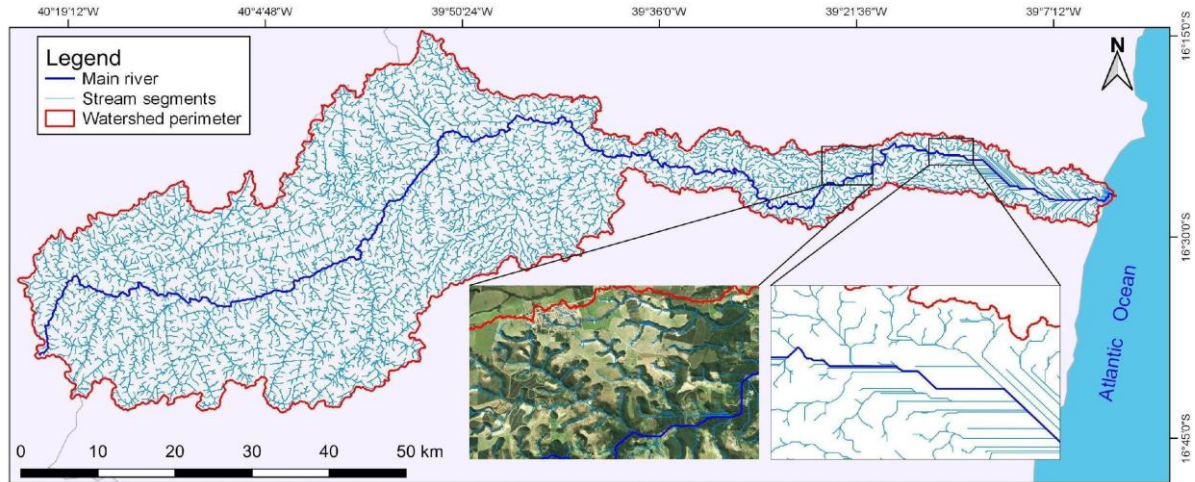 40°19'12"W
40°4'48"W
39°50'24"W
39°36'0"W
39°21'36"W
39°7'12"W
16°15'0"S
Legend
Main river
Stream segments
Watershed perimeter
N
16°30'0"S
Atlantic Ocean
16°45'0"S
0 10 20 30 40 50 km